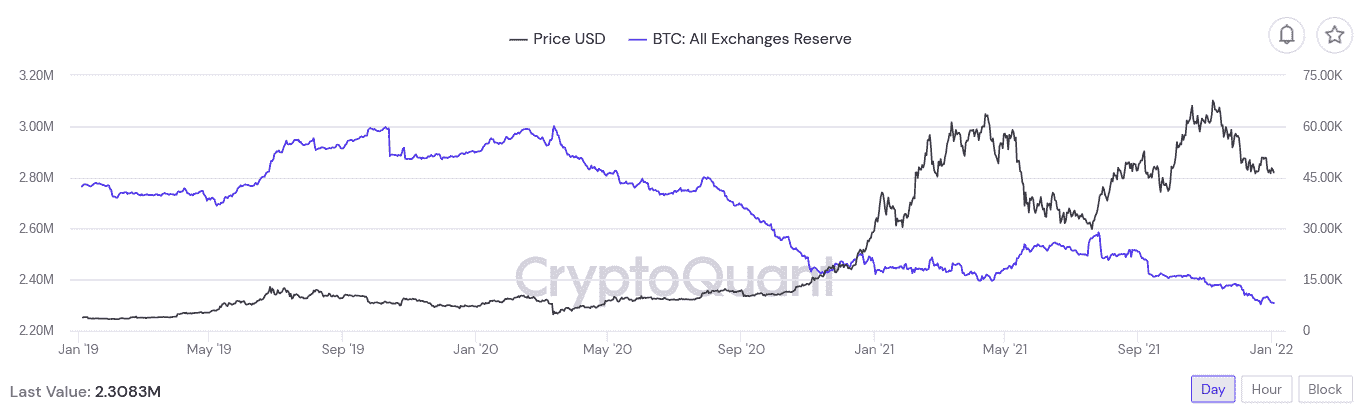 Price USD BTC: All Exchanges Reserve
3.20M 75.00K
3.00M 60.00K
2.80M 45.00K
2.60M 30.00K
2.40M 15.00K
2.20M 0
CryptoQuant
Jan '19 May '19 Sep '19 Jan '20 May '20 Sep '20 Jan '21 May '21 Sep '21 Jan '22
Last Value: 2.3083M Day Hour Block